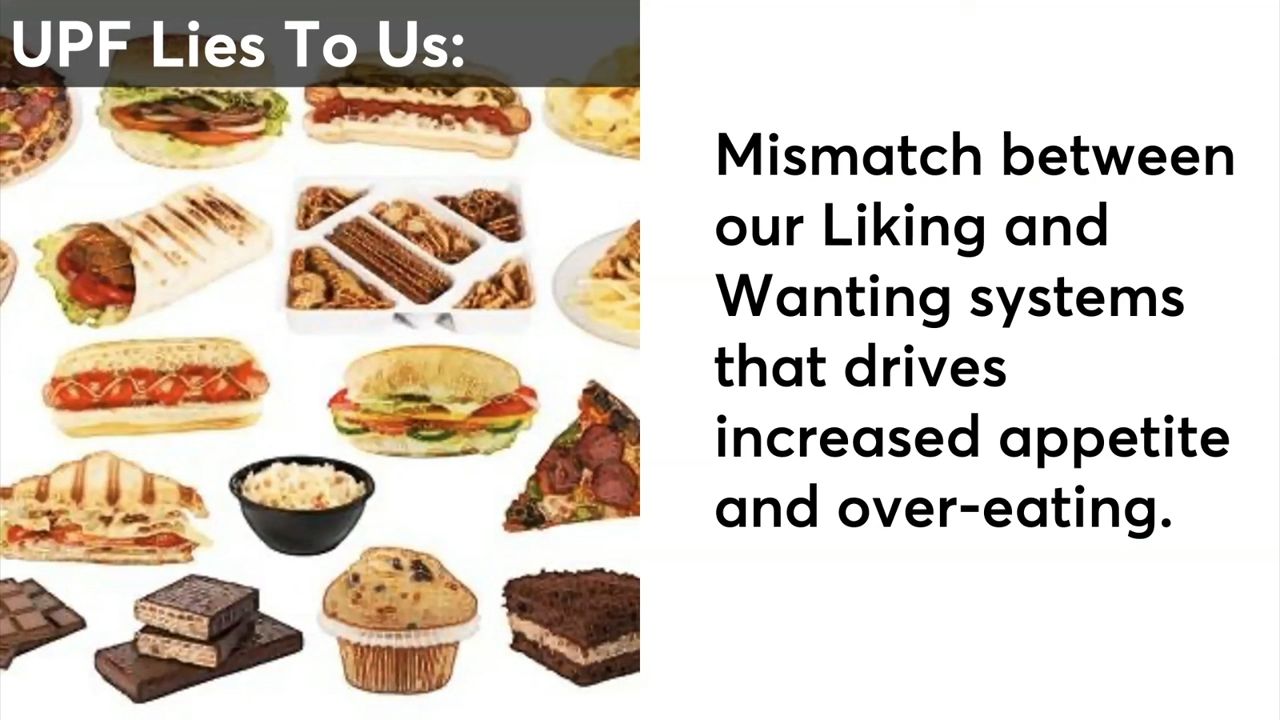 UPF Lies To Us:
Mismatch between
our Liking and
Wanting systems
that drives
increased appetite
and over-eating.